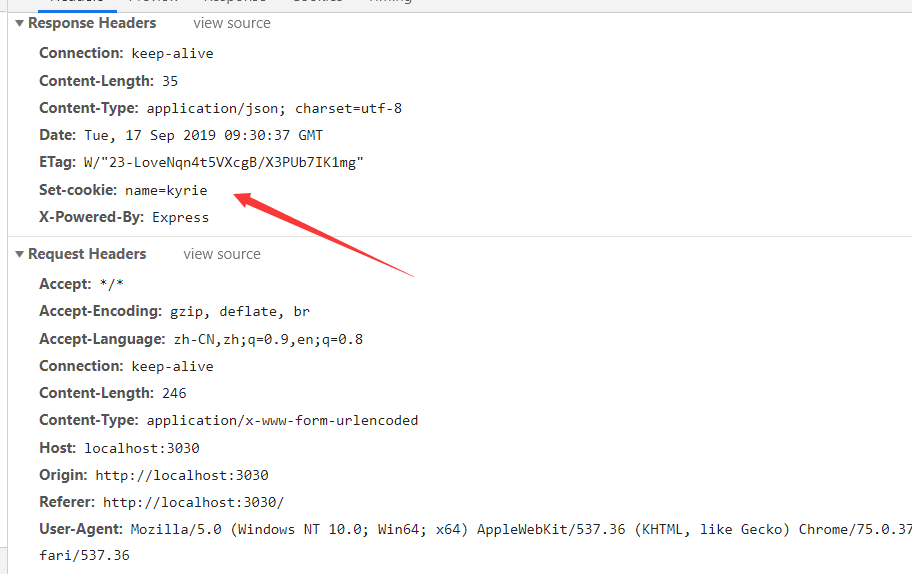 Headers Preview Response Cookies Timing
Response Headers view source
Connection: keep-alive
Content-Length: 35
Content-Type: application/json; charset=utf-8
Date: Tue, 17 Sep 2019 09:30:37 GMT
ETag: W/"23-LoveNqn4t5VXcgB/X3PUb7IK1mg"
Set-cookie: name=kyrie
X-Powered-By: Express
Request Headers view source
Accept: */*
Accept-Encoding: gzip, deflate, br
Accept-Language: zh-CN,zh;q=0.9,en;q=0.8
Connection: keep-alive
Content-Length: 246
Content-Type: application/x-www-form-urlencoded
Host: localhost:3030
Origin: http://localhost:3030
Referer: http://localhost:3030/
User-Agent: Mozilla/5.0 (Windows NT 10.0; Win64; x64) AppleWebKit/537.36 (KHTML, like Gecko) Chrome/75.0.37
fari/537.36